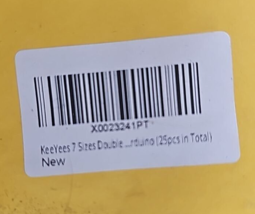 X0023241PT
KeeYees 7 Sizes Double ...rduino (25pcs in Total)
New